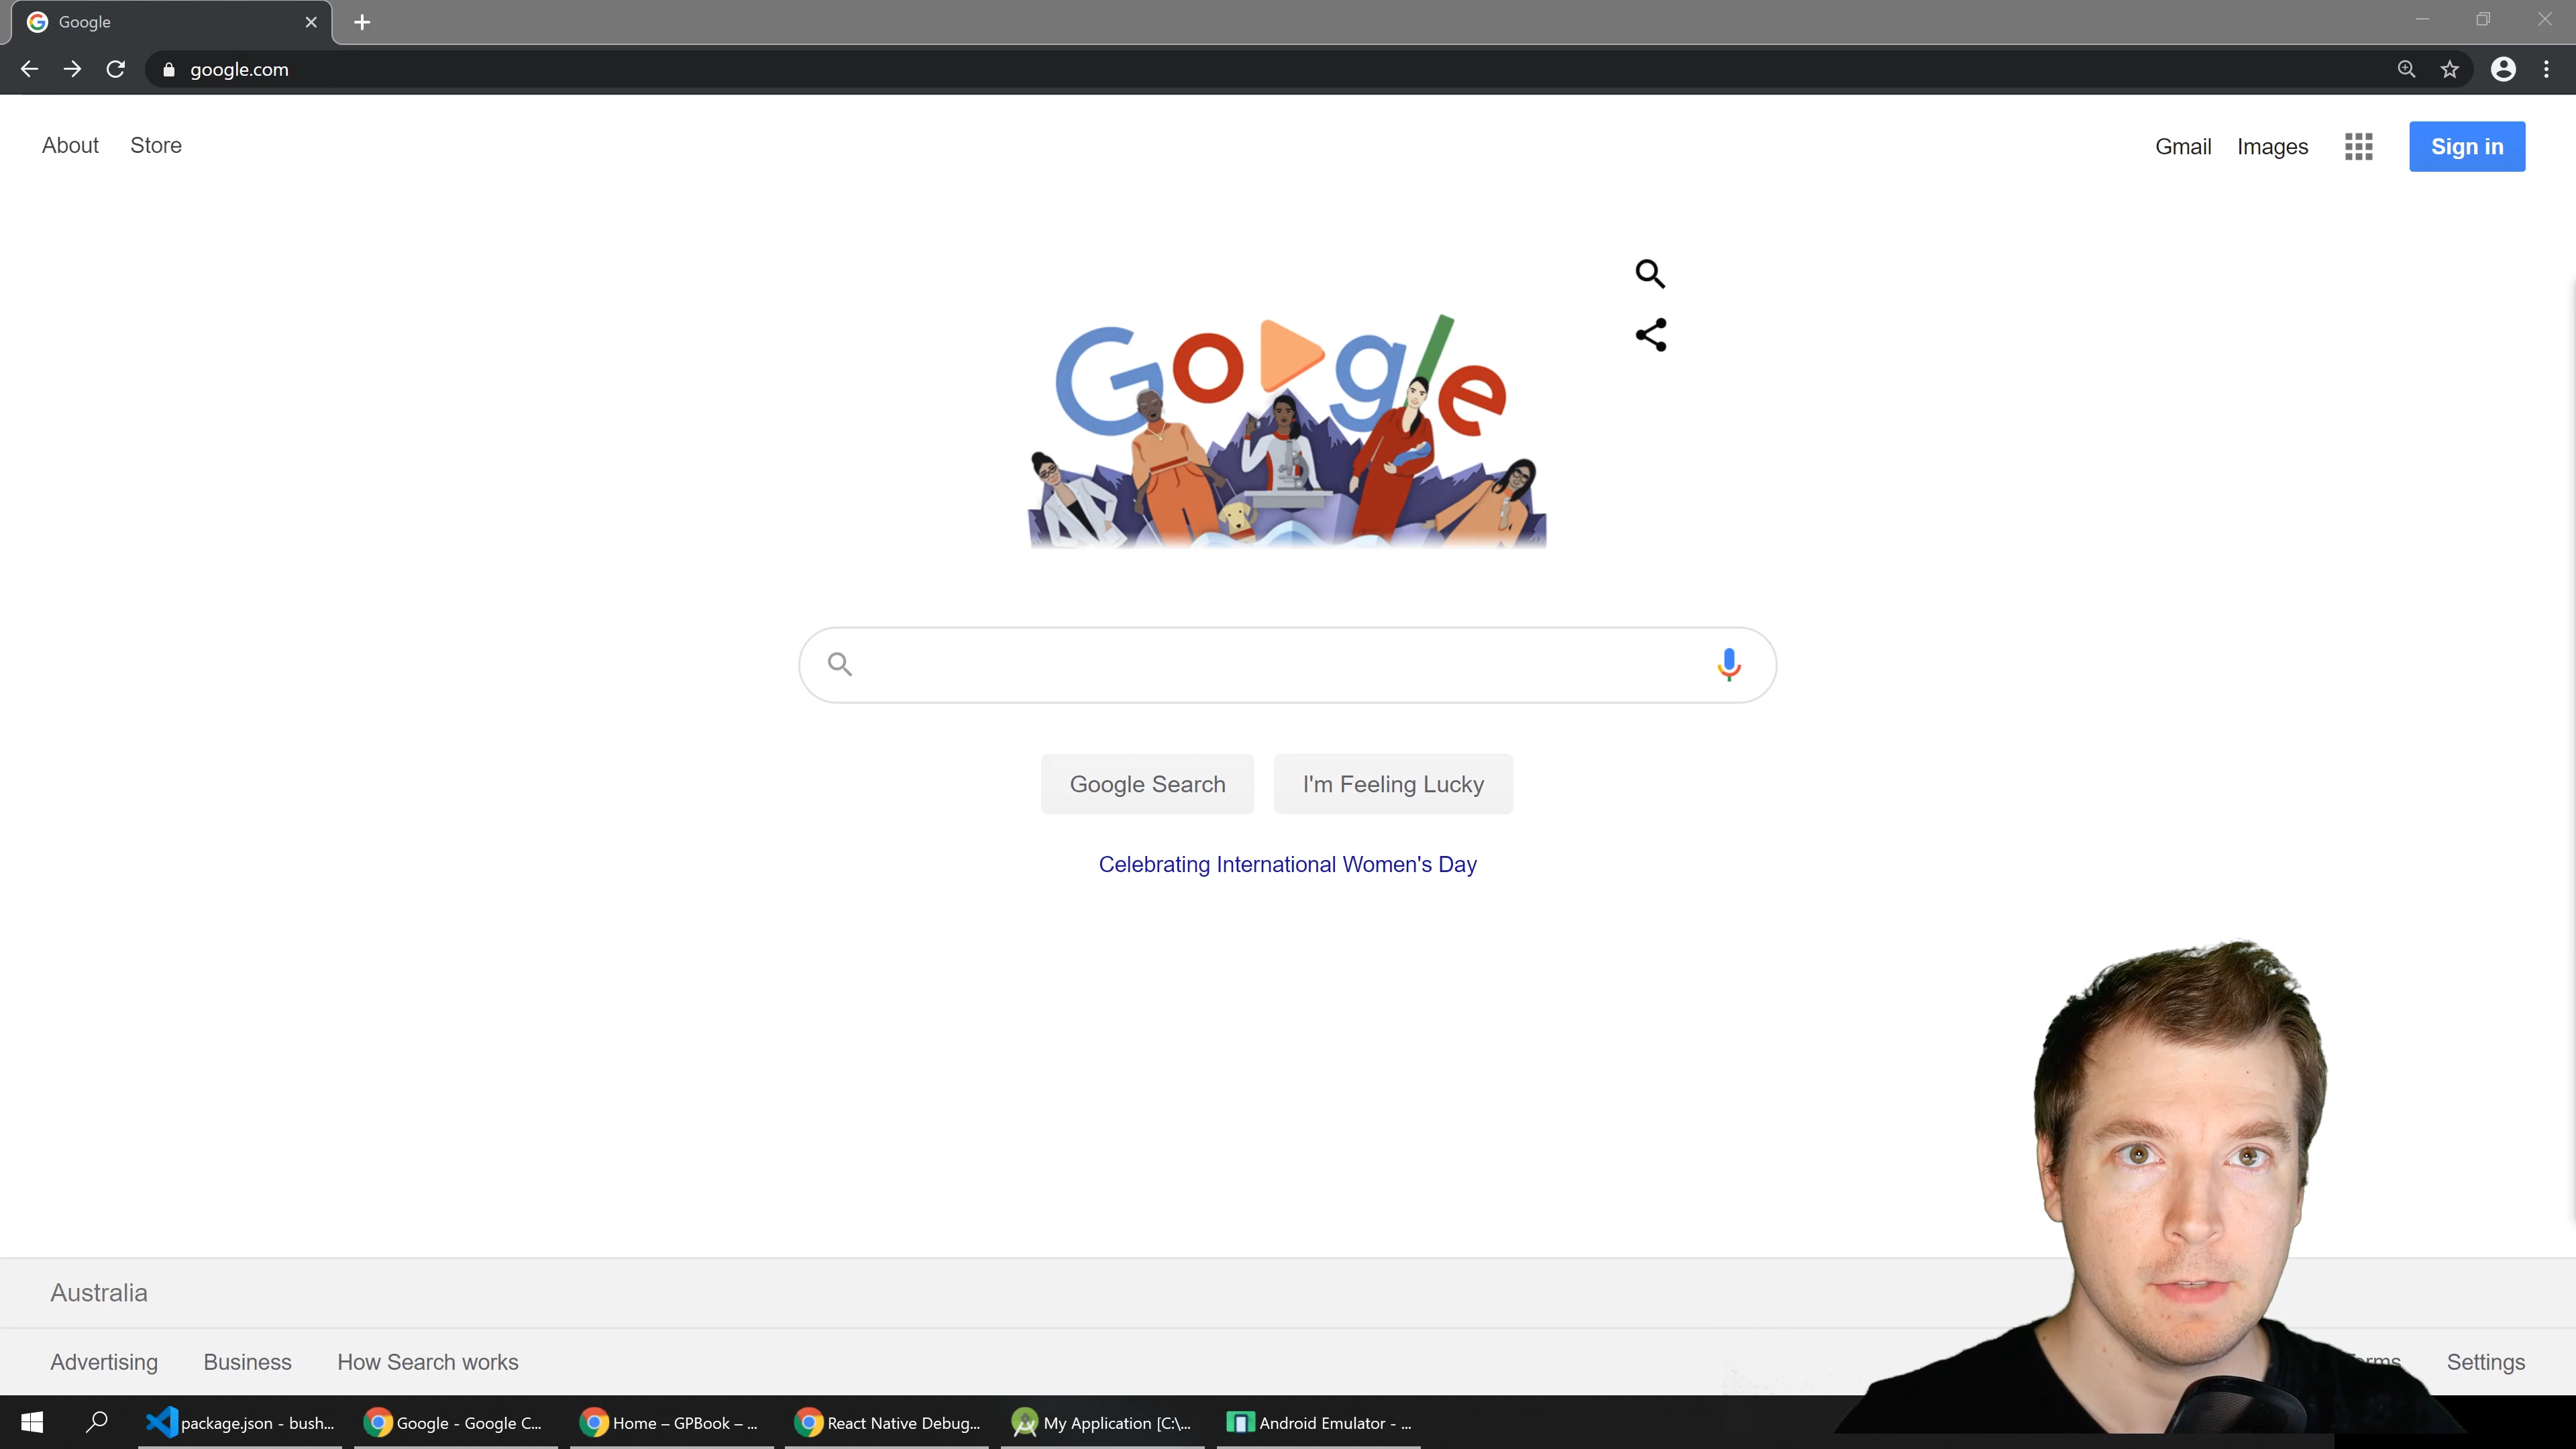 Google
google.com
About Store
Gmail Images Sign in
Google
Google Search I'm Feeling Lucky
Celebrating International Women's Day
Australia
Advertising Business How Search works
Settings
package.json - bush...
Google - Google C...
Home – GPBook – ...
React Native Debug...
My Application [C:\...
Android Emulator - ...